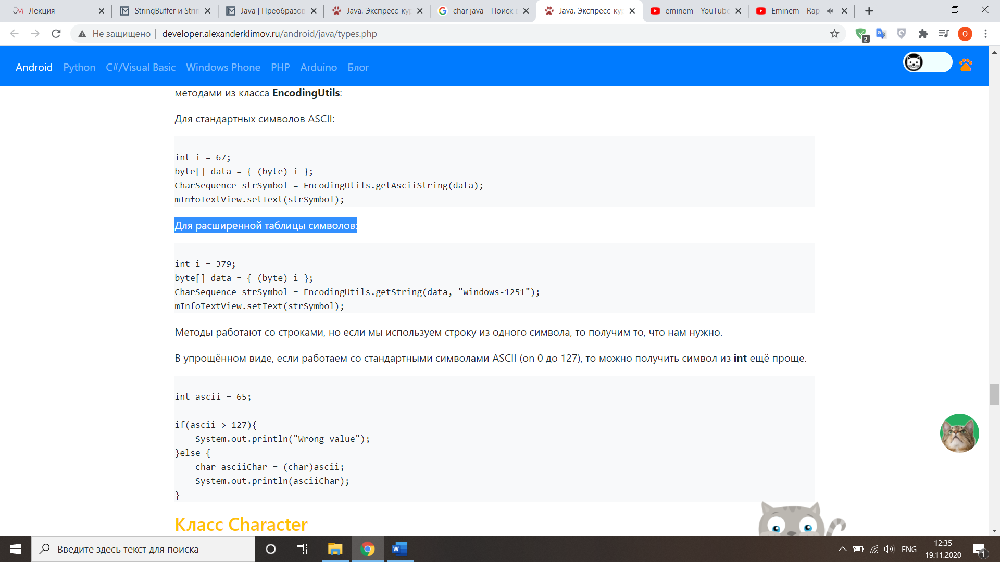 Лекция
StringBuffer и Strin
Java | Преобразов
Java. Экспресс-ку
char java - Поиск в
Java. Экспресс-ку
eminem - YouTube
Eminem - Rap
Не защищено
developer.alexanderklimov.ru/android/java/types.php
2
O
Android Python C#/Visual Basic Windows Phone PHP Arduino Блог
методами из класса EncodingUtils:
Для стандартных символов ASCII:
int i = 67;
byte[] data = { (byte) i };
CharSequence strSymbol = EncodingUtils.getAsciiString(data);
mInfoTextView.setText(strSymbol);
Для расширенной таблицы символов:
int i = 379;
byte[] data = { (byte) i };
CharSequence strSymbol = EncodingUtils.getString(data, "windows-1251");
mInfoTextView.setText(strSymbol);
Методы работают со строками, но если мы используем строку из одного символа, то получим то, что нам нужно.
В упрощённом виде, если работаем со стандартными символами ASCII (on 0 до 127), то можно получить символ из int ещё проще.
int ascii = 65;
if(ascii > 127){
System.out.println("Wrong value");
}else {
char asciiChar = (char)ascii;
System.out.println(asciiChar);
}
Класс Character
Введите здесь текст для поиска
ENG
12:35
19.11.2020
1